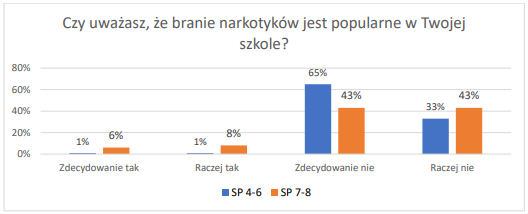 Czy uważasz, że branie narkotyków jest popularne w Twojej
szkole?
80%
60%
40%
20%
0%
1%
6%
1%
8%
65%
43%
33%
43%
Zdecydowanie tak
Raczej tak
Zdecydowanie nie
Raczej nie
SP 4-6
SP 7-8